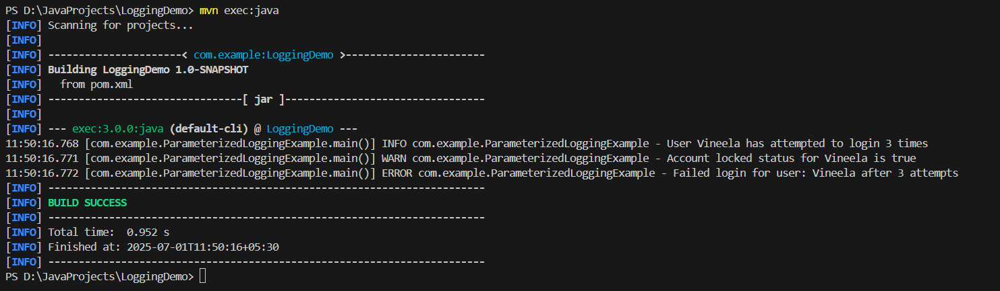 PS D:\JavaProjects\LoggingDemo> mvn exec:java
[INFO] Scanning for projects...
[INFO]
[INFO] ----------------------< com.example:LoggingDemo >-----------------------
[INFO] Building LoggingDemo 1.0-SNAPSHOT
[INFO]   from pom.xml
[INFO] --------------------------------[ jar ]---------------------------------
[INFO]
[INFO] --- exec:3.0.0:java (default-cli) @ LoggingDemo ---
11:50:16.768 [com.example.ParameterizedLoggingExample.main()] INFO com.example.ParameterizedLoggingExample - User Vineela has attempted to login 3 times
11:50:16.771 [com.example.ParameterizedLoggingExample.main()] WARN com.example.ParameterizedLoggingExample - Account locked status for Vineela is true
11:50:16.772 [com.example.ParameterizedLoggingExample.main()] ERROR com.example.ParameterizedLoggingExample - Failed login for user: Vineela after 3 attempts
[INFO] ------------------------------------------------------------------------
[INFO] BUILD SUCCESS
[INFO] ------------------------------------------------------------------------
[INFO] Total time:  0.952 s
[INFO] Finished at: 2025-07-01T11:50:16+05:30
[INFO] ------------------------------------------------------------------------
PS D:\JavaProjects\LoggingDemo>